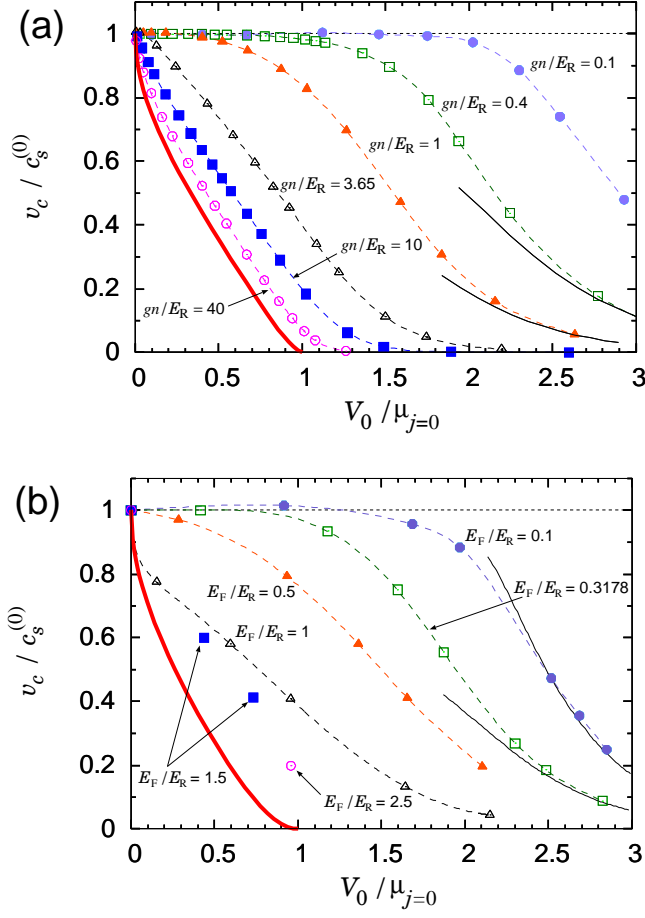 (a)
1
0.8
0.6
0.4
0.2
0
v_c / c_s^(0)
gn/E_R = 0.1
gn/E_R = 0.4
gn/E_R = 1
gn/E_R = 3.65
gn/E_R = 10
gn/E_R = 40
0 0.5 1 1.5 2 2.5 3
V_0 / μ_{j=0}
(b)
1
0.8
0.6
0.4
0.2
0
v_c / c_s^(0)
E_F/E_R = 0.1
E_F/E_R = 0.3178
E_F/E_R = 0.5
E_F/E_R = 1
E_F/E_R = 1.5
E_F/E_R = 2.5
0 0.5 1 1.5 2 2.5 3
V_0 / μ_{j=0}